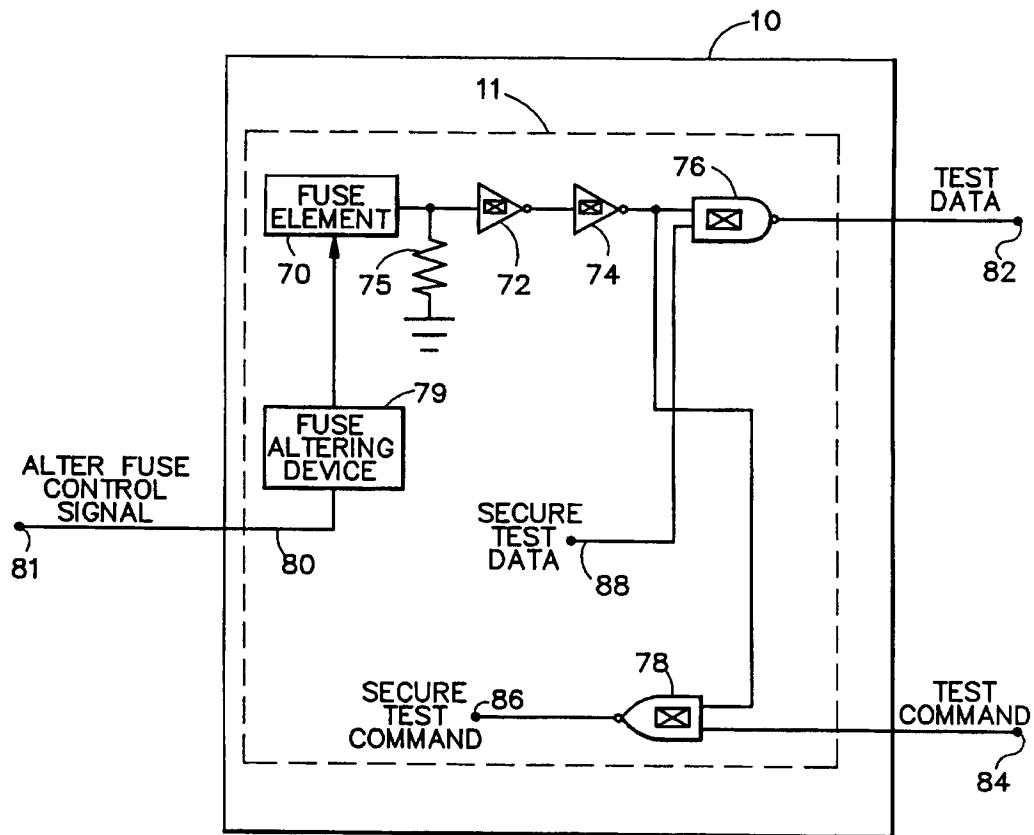 10
11
FUSE
ELEMENT
70
75
72
74
76
TEST
DATA
82
79
FUSE
ALTERING
DEVICE
ALTER FUSE
CONTROL
SIGNAL
81
80
SECURE
TEST
DATA
88
78
SECURE
TEST
COMMAND
86
TEST
COMMAND
84